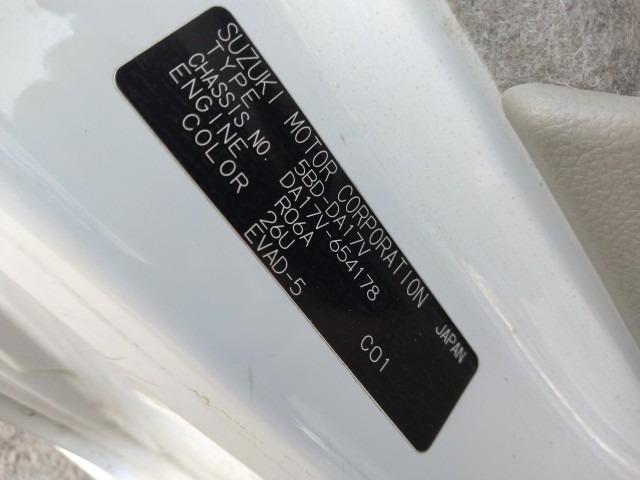 SUZUKI MOTOR CORPORATION JAPAN
TYPE 5BD-DA17V
CHASSIS NO. DA17V-654178
ENGINE R06A
COLOR 26U
EVAD-5 C01